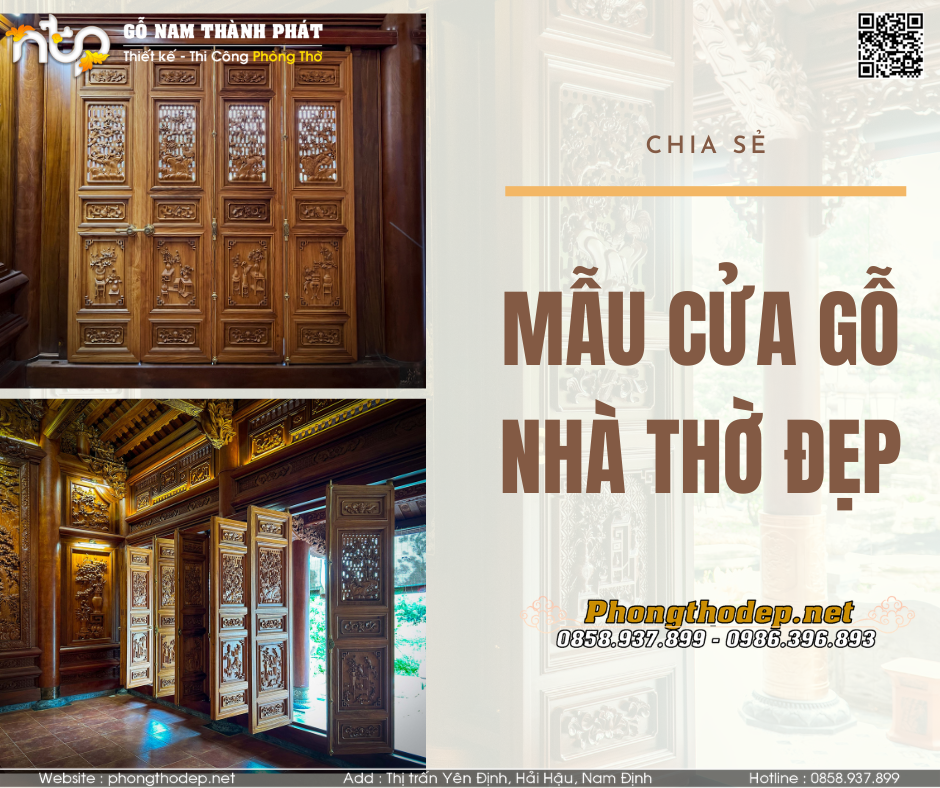 ntp
GỖ NAM THÀNH PHÁT
Thiết kế - Thi Công Phòng Thờ
CHIA SẺ
MẪU CỬA GỖ
NHÀ THỜ ĐẸP
Phongthodep.net
0858.937.899 - 0986.396.893
Website : phongthodep.net
Add : Thị trấn Yên Định, Hải Hậu, Nam Định
Hotline : 0858.937.899